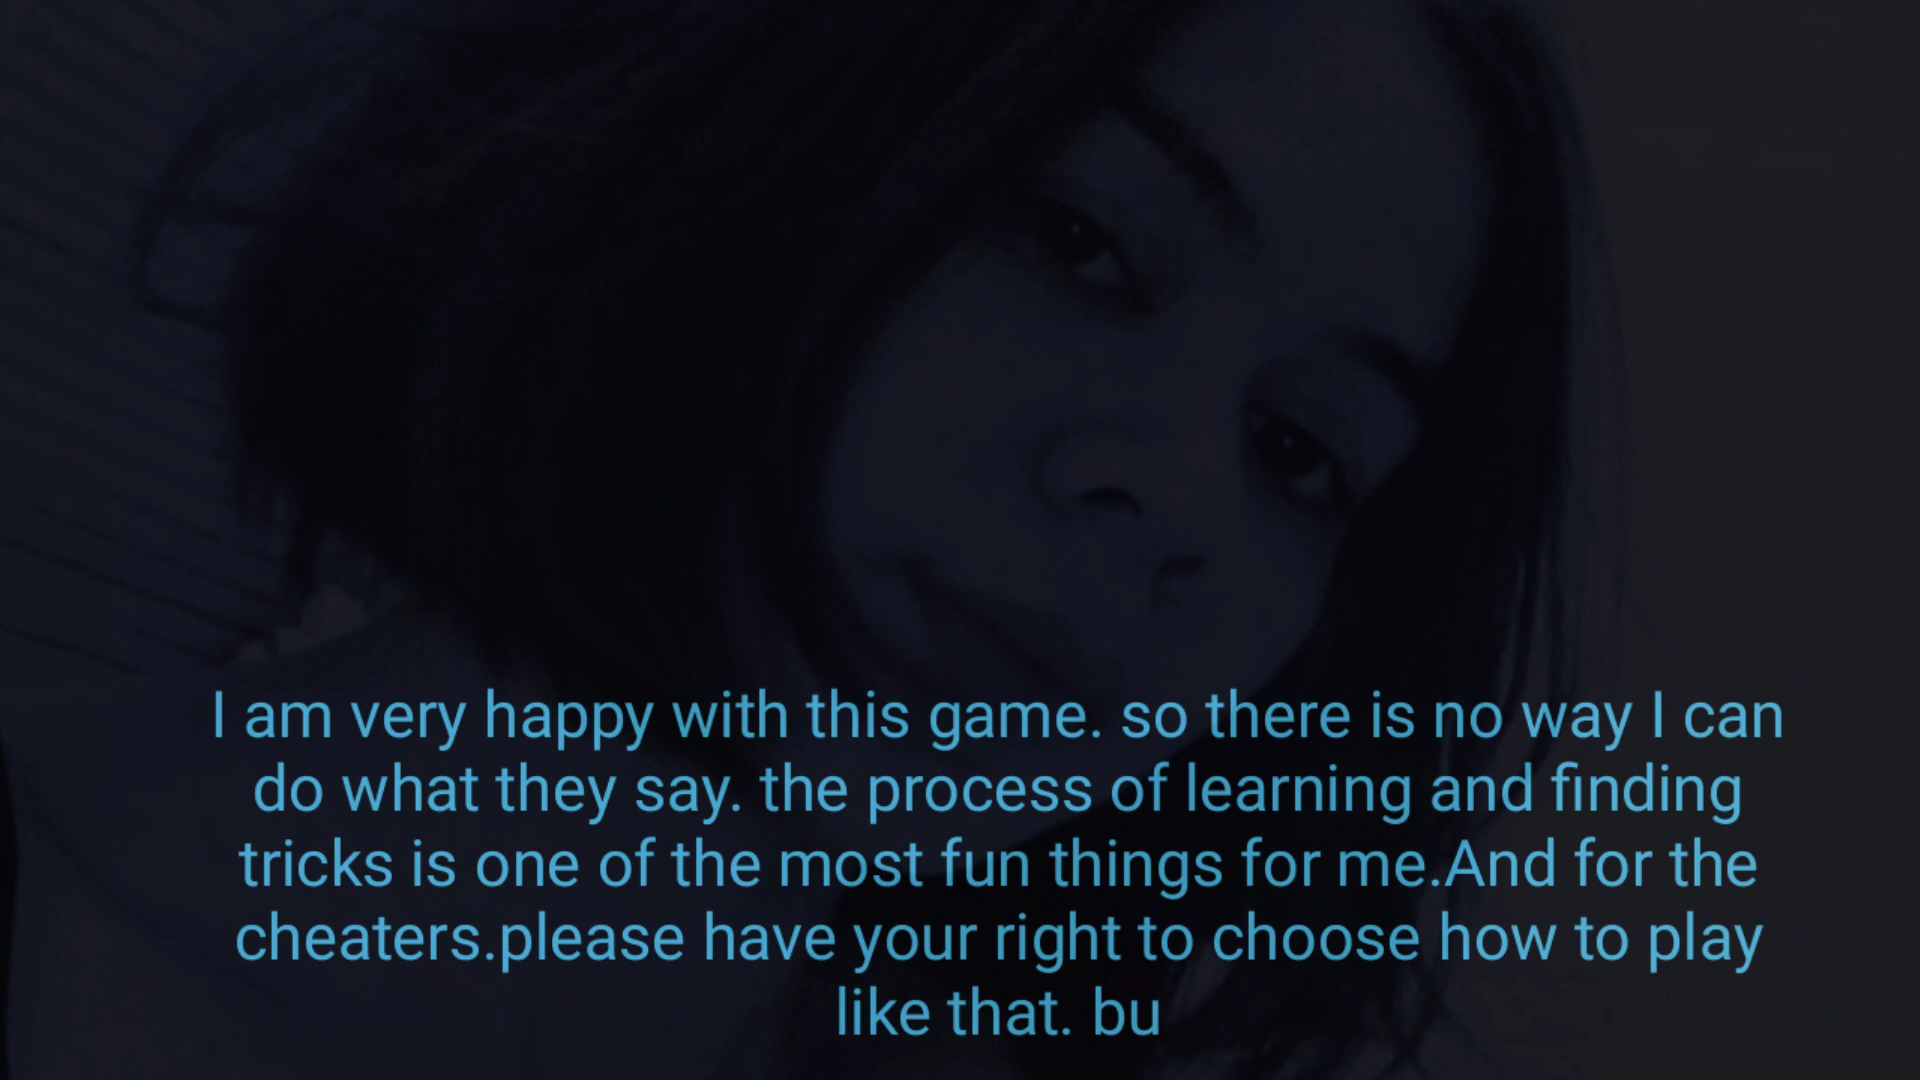 I am very happy with this game. so there is no way I can
do what they say. the process of learning and finding
tricks is one of the most fun things for me.And for the
cheaters.please have your right to choose how to play
like that. bu